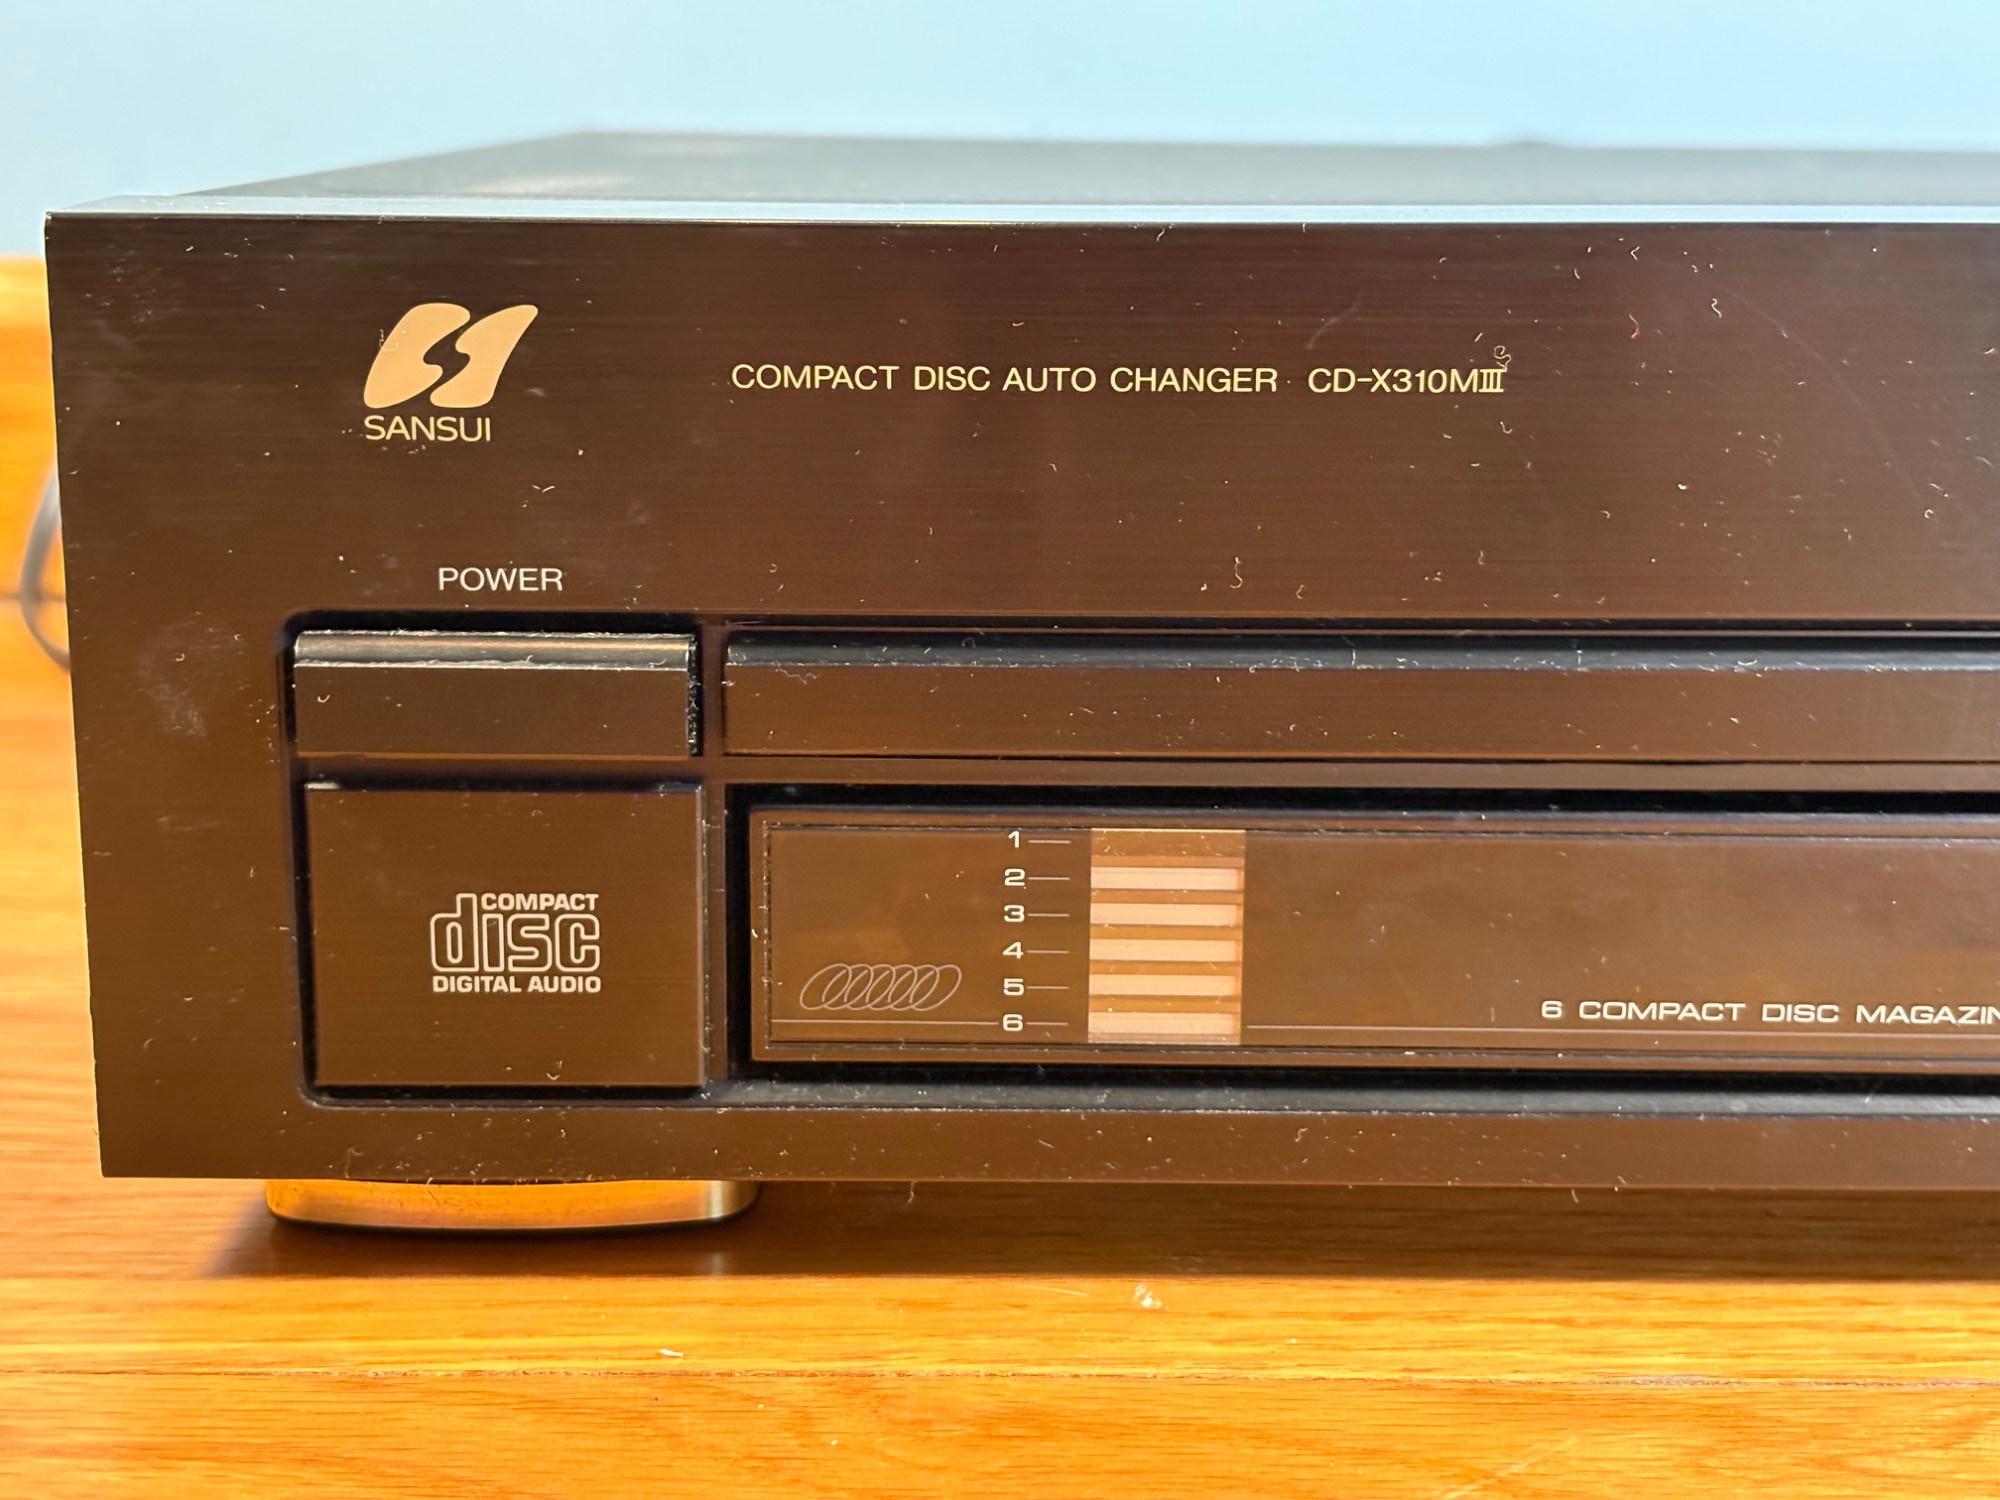 SANSUI
COMPACT DISC AUTO CHANGER CD-X310MIII
POWER
COMPACT
disc
DIGITAL AUDIO
1
2
3
4
5
6
6 COMPACT DISC